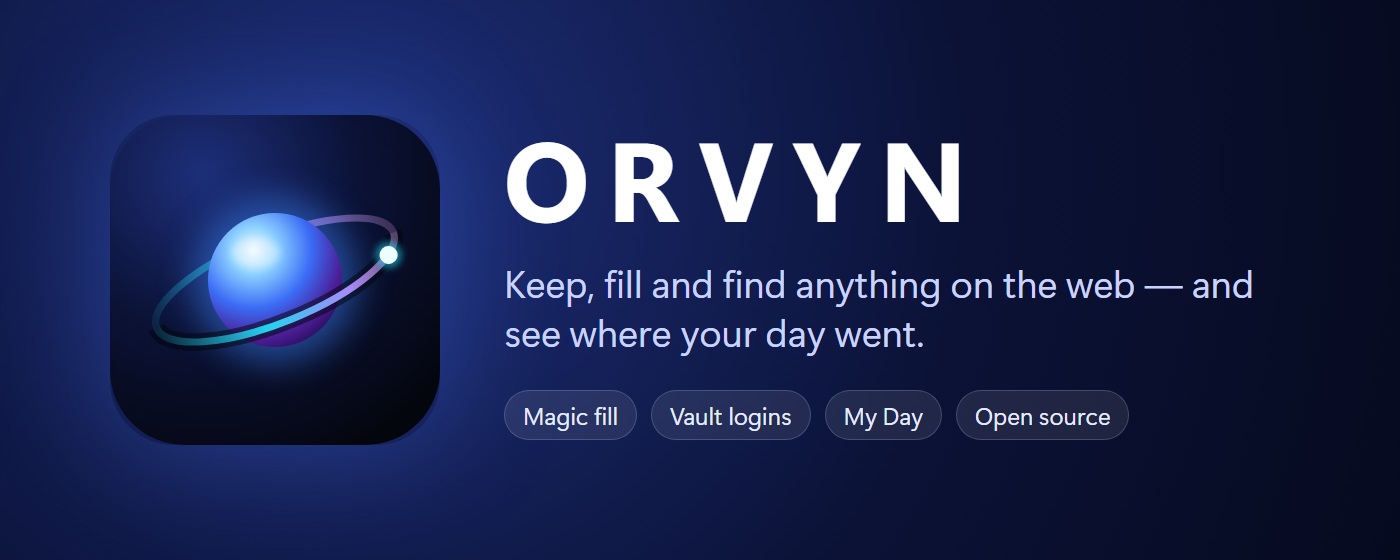 ORVYN
Keep, fill and find anything on the web — and
see where your day went.
Magic fill
Vault logins
My Day
Open source